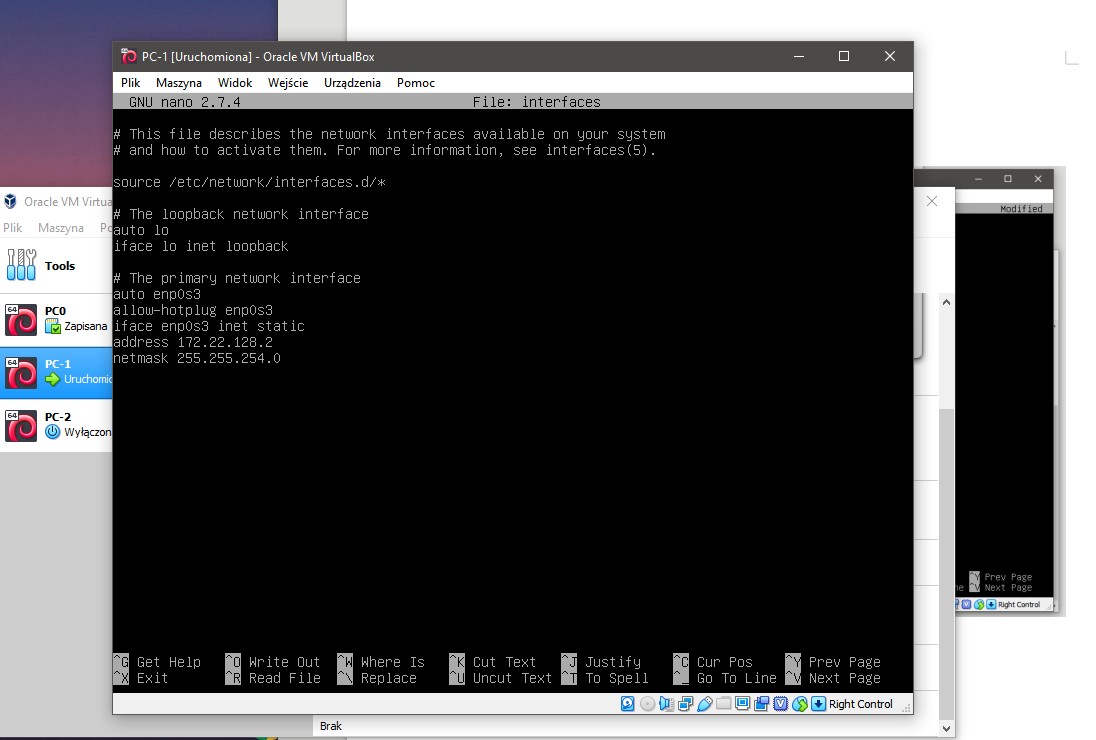 PC-1 [Uruchomiona] - Oracle VM VirtualBox
Plik Maszyna Widok Wejście Urządzenia Pomoc
GNU nano 2.7.4 File: interfaces
# This file describes the network interfaces available on your system
# and how to activate them. For more information, see interfaces(5).
source /etc/network/interfaces.d/*
# The loopback network interface
auto lo
iface lo inet loopback
# The primary network interface
auto enp0s3
allow-hotplug enp0s3
iface enp0s3 inet static
address 172.22.128.2
netmask 255.255.254.0
^G Get Help ^O Write Out ^W Where Is ^K Cut Text ^J Justify ^C Cur Pos ^Y Prev Page
^X Exit ^R Read File ^\ Replace ^U Uncut Text ^T To Spell ^_ Go To Line ^V Next Page
Right Control
Oracle VM Virtua
Plik Maszyna Po
Tools
64
PC0
Zapisana
64
PC-1
Uruchomio
64
PC-2
Wyłączon
Brak
Modified
^Y Prev Page
ne ^V Next Page
Right Control